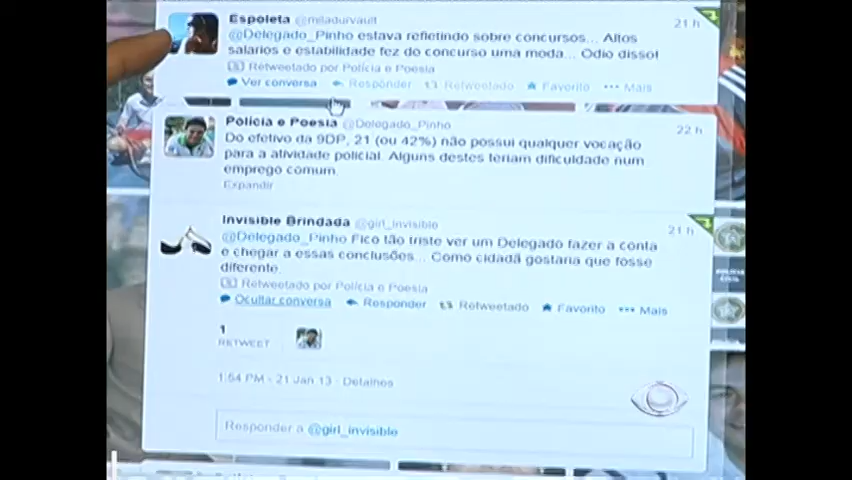 Espoleta @miladurvault 21 h
@Delegado_Pinho estava refletindo sobre concursos... Altos
salários e estabilidade fez do concurso uma moda... Odio disso!
Retweetado por Polícia e Poesia
Ver conversa Responder Retweetado Favorito Mais
Polícia e Poesia @Delegado_Pinho 22 h
Do efetivo da 9DP, 21 (ou 42%) não possui qualquer vocação
para a atividade policial. Alguns destes teriam dificuldade num
emprego comum.
Expandir
Invisible Brindada @girl_invisible 21 h
@Delegado_Pinho Fico tão triste ver um Delegado fazer a conta
e chegar a essas conclusões... Como cidadã gostaria que fosse
diferente.
Retweetado por Polícia e Poesia
Ocultar conversa Responder Retweetado Favorito Mais
1
RETWEET
1:54 PM - 21 Jan 13 - Detalhes
Responder a @girl_invisible